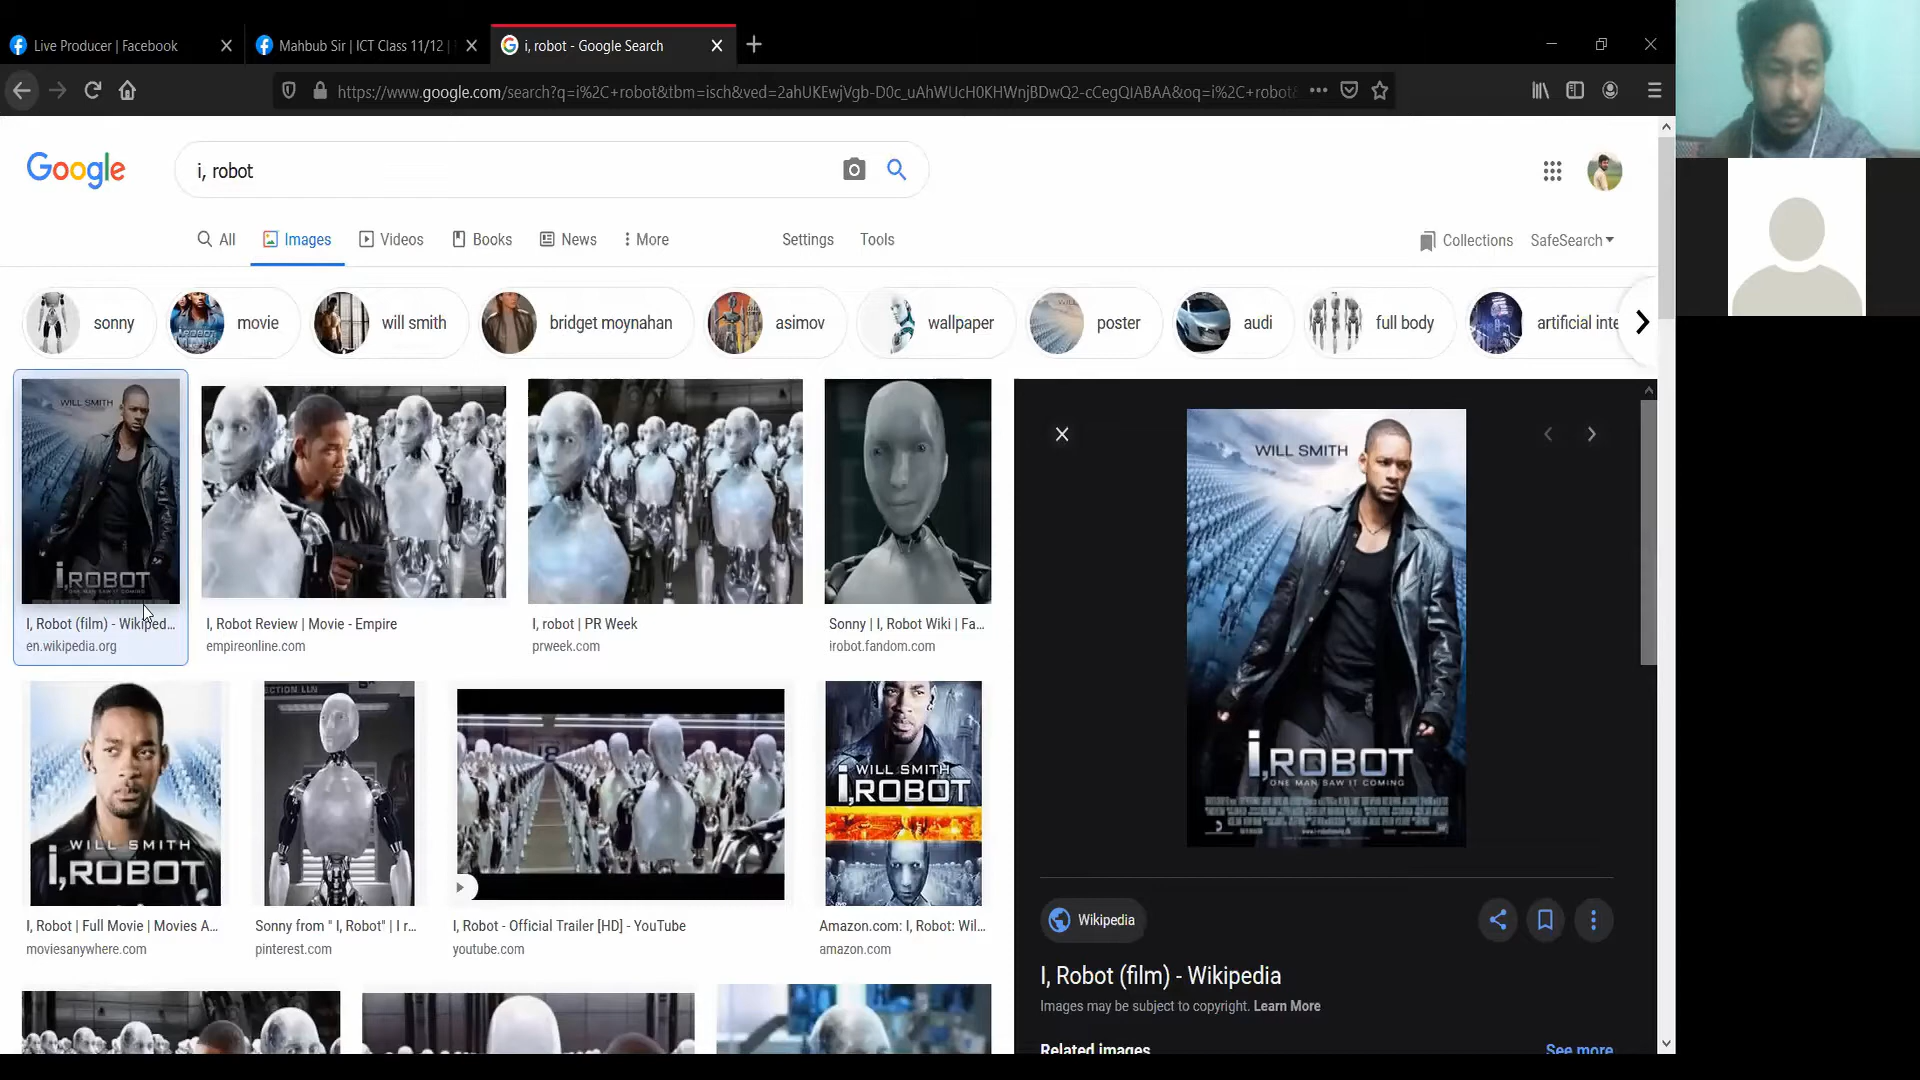 Live Producer | Facebook
Mahbub Sir | ICT Class 11/12 |
i, robot - Google Search
https://www.google.com/search?q=i%2C+robot&tbm=isch&ved=2ahUKEwjVgb-D0c_uAhWUcH0KHWnjBDwQ2-cCegQIABAA&oq=i%2C+robot&
Google
i, robot
All
Images
Videos
Books
News
More
Settings
Tools
Collections
SafeSearch
sonny
movie
will smith
bridget moynahan
asimov
wallpaper
poster
audi
full body
artificial inte
WILL SMITH
i,ROBOT
ONE MAN SAW IT COMING
I, Robot (film) - Wikiped...
en.wikipedia.org
I, Robot Review | Movie - Empire
empireonline.com
I, robot | PR Week
prweek.com
Sonny | I, Robot Wiki | Fa...
irobot.fandom.com
WILL SMITH
i,ROBOT
I, Robot | Full Movie | Movies A...
moviesanywhere.com
Sonny from " I, Robot" | I r...
pinterest.com
18
I, Robot - Official Trailer [HD] - YouTube
youtube.com
WILL SMITH
i,ROBOT
Amazon.com: I, Robot: Wil...
amazon.com
WILL SMITH
i,ROBOT
ONE MAN SAW IT COMING
Wikipedia
I, Robot (film) - Wikipedia
Images may be subject to copyright. Learn More
Related images
See more